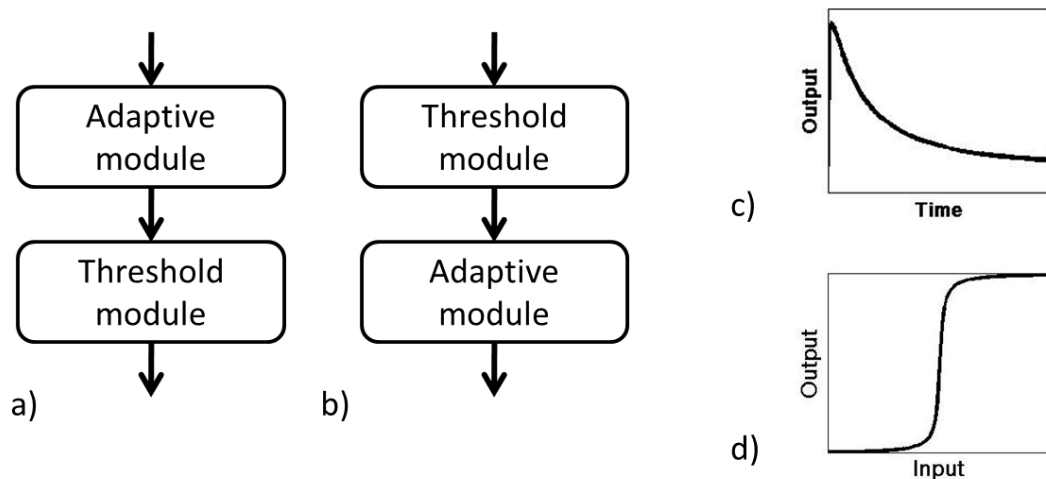 Adaptive
module
Threshold
module
a)
Threshold
module
Adaptive
module
b)
Output
Time
c)
Output
Input
d)